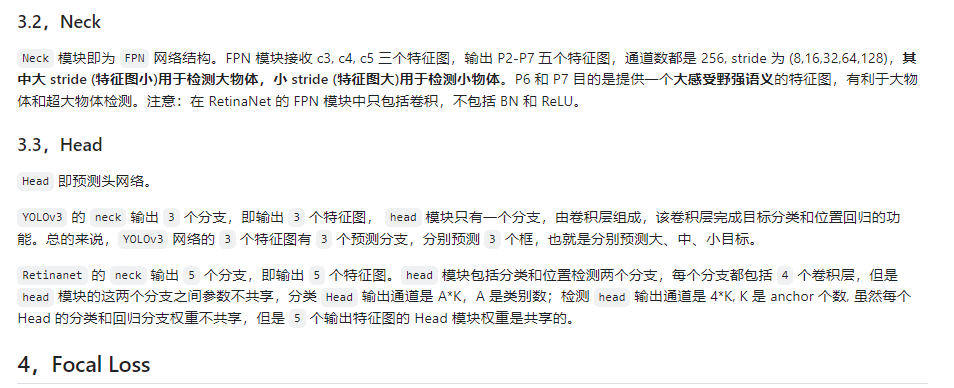 3.2，Neck
Neck 模块即为 FPN 网络结构。FPN 模块接收 c3, c4, c5 三个特征图，输出 P2-P7 五个特征图，通道数都是 256, stride 为 (8,16,32,64,128)，其
中大 stride (特征图小)用于检测大物体，小 stride (特征图大)用于检测小物体。P6 和 P7 目的是提供一个大感受野强语义的特征图，有利于大物
体和超大物体检测。注意：在 RetinaNet 的 FPN 模块中只包括卷积，不包括 BN 和 ReLU。
3.3，Head
Head 即预测头网络。
YOLOv3 的 neck 输出 3 个分支，即输出 3 个特征图， head 模块只有一个分支，由卷积层组成，该卷积层完成目标分类和位置回归的功
能。总的来说， YOLOv3 网络的 3 个特征图有 3 个预测分支，分别预测 3 个框，也就是分别预测大、中、小目标。
Retinanet 的 neck 输出 5 个分支，即输出 5 个特征图。 head 模块包括分类和位置检测两个分支，每个分支都包括 4 个卷积层，但是
head 模块的这两个分支之间参数不共享，分类 Head 输出通道是 A*K，A 是类别数；检测 head 输出通道是 4*K, K 是 anchor 个数, 虽然每个
Head 的分类和回归分支权重不共享，但是 5 个输出特征图的 Head 模块权重是共享的。
4，Focal Loss